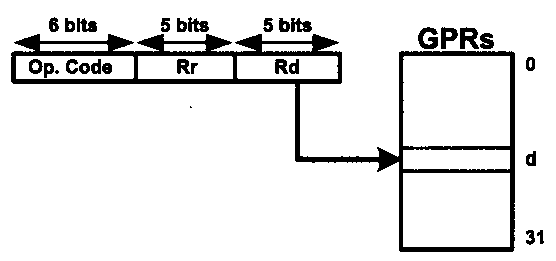 6 bits 5 bits 5 bits
Op. Code Rr Rd
GPRs
0
d
31